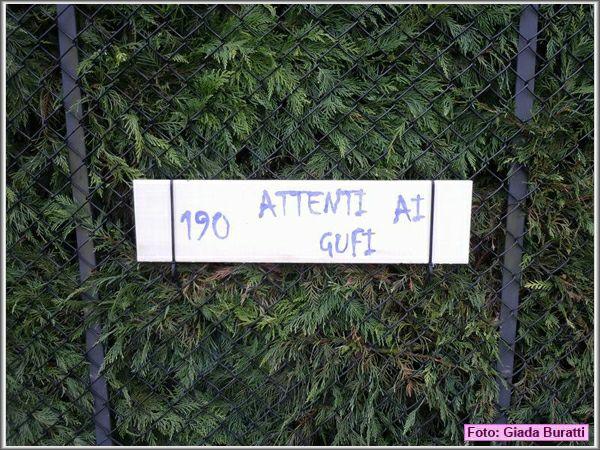 190 ATTENTI AI
GUFI
Foto: Giada Buratti